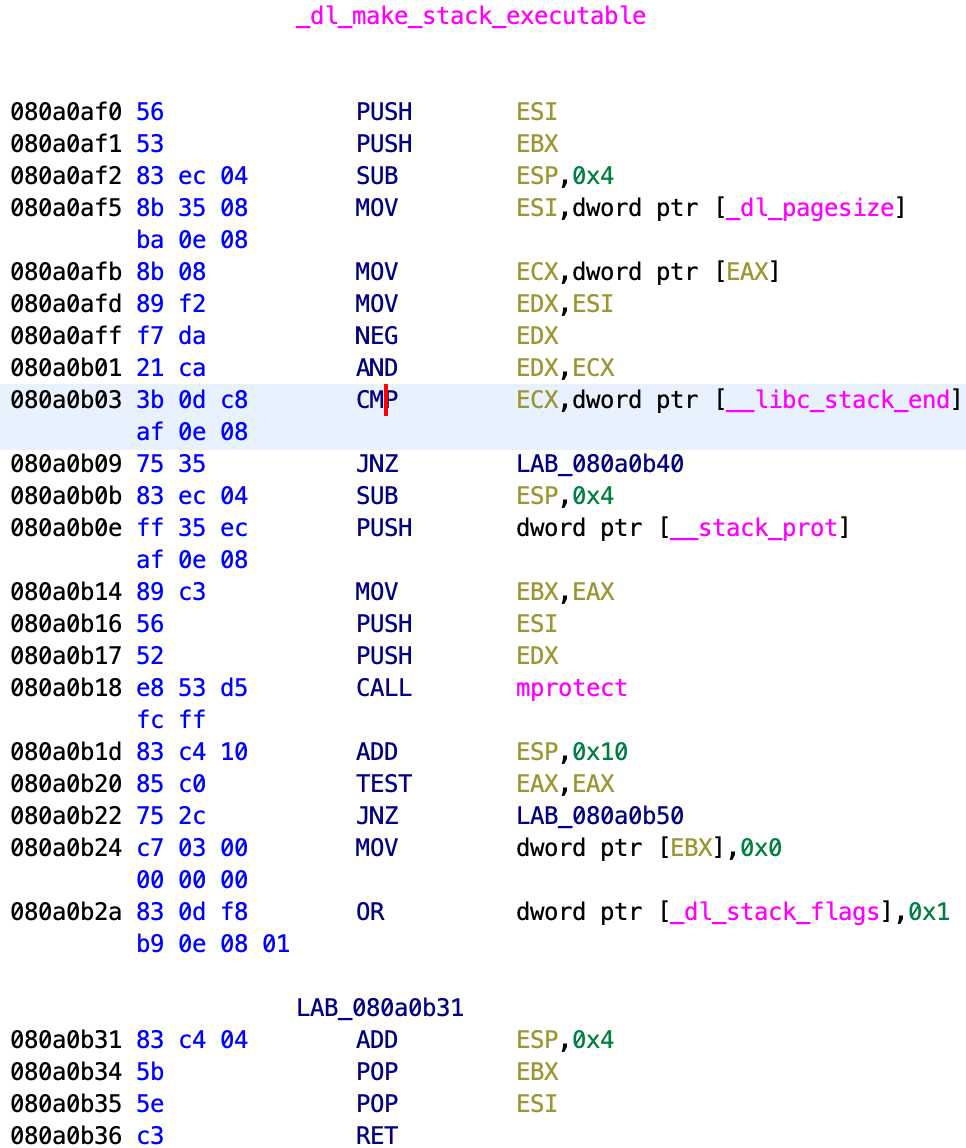 _dl_make_stack_executable
080a0af0 56 PUSH ESI
080a0af1 53 PUSH EBX
080a0af2 83 ec 04 SUB ESP,0x4
080a0af5 8b 35 08 MOV ESI,dword ptr [_dl_pagesize]
ba 0e 08
080a0afb 8b 08 MOV ECX,dword ptr [EAX]
080a0afd 89 f2 MOV EDX,ESI
080a0aff f7 da NEG EDX
080a0b01 21 ca AND EDX,ECX
080a0b03 3b 0d c8 CMP ECX,dword ptr [__libc_stack_end]
af 0e 08
080a0b09 75 35 JNZ LAB_080a0b40
080a0b0b 83 ec 04 SUB ESP,0x4
080a0b0e ff 35 ec PUSH dword ptr [__stack_prot]
af 0e 08
080a0b14 89 c3 MOV EBX,EAX
080a0b16 56 PUSH ESI
080a0b17 52 PUSH EDX
080a0b18 e8 53 d5 CALL mprotect
fc ff
080a0b1d 83 c4 10 ADD ESP,0x10
080a0b20 85 c0 TEST EAX,EAX
080a0b22 75 2c JNZ LAB_080a0b50
080a0b24 c7 03 00 MOV dword ptr [EBX],0x0
00 00 00
080a0b2a 83 0d f8 OR dword ptr [_dl_stack_flags],0x1
b9 0e 08 01
LAB_080a0b31
080a0b31 83 c4 04 ADD ESP,0x4
080a0b34 5b POP EBX
080a0b35 5e POP ESI
080a0b36 c3 RET